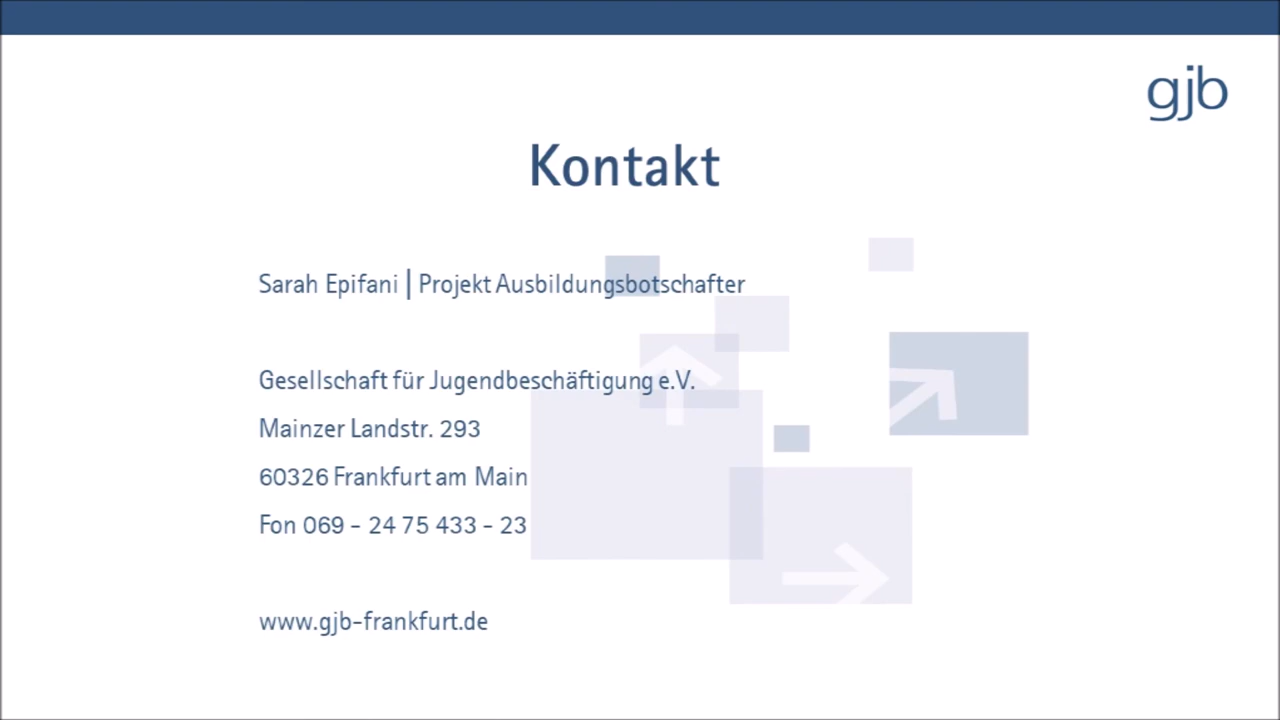 gjb
Kontakt
Sarah Epifani | Projekt Ausbildungsbotschafter
Gesellschaft für Jugendbeschäftigung e.V.
Mainzer Landstr. 293
60326 Frankfurt am Main
Fon 069 - 24 75 433 - 23
www.gjb-frankfurt.de